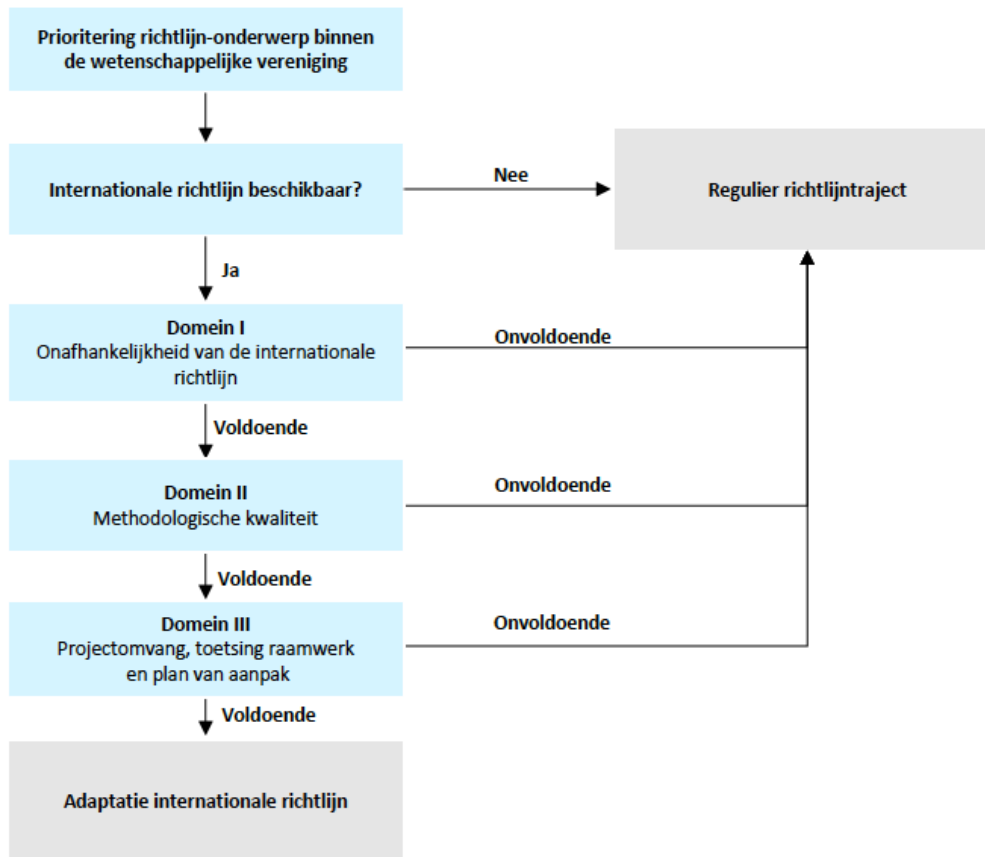 Prioritering richtlijn-onderwerp binnen
de wetenschappelijke vereniging
Internationale richtlijn beschikbaar?
Nee
Regulier richtlijntraject
Ja
Domein I
Onafhankelijkheid van de internationale
richtlijn
Onvoldoende
Voldoende
Domein II
Methodologische kwaliteit
Onvoldoende
Voldoende
Domein III
Projectomvang, toetsing raamwerk
en plan van aanpak
Onvoldoende
Voldoende
Adaptatie internationale richtlijn